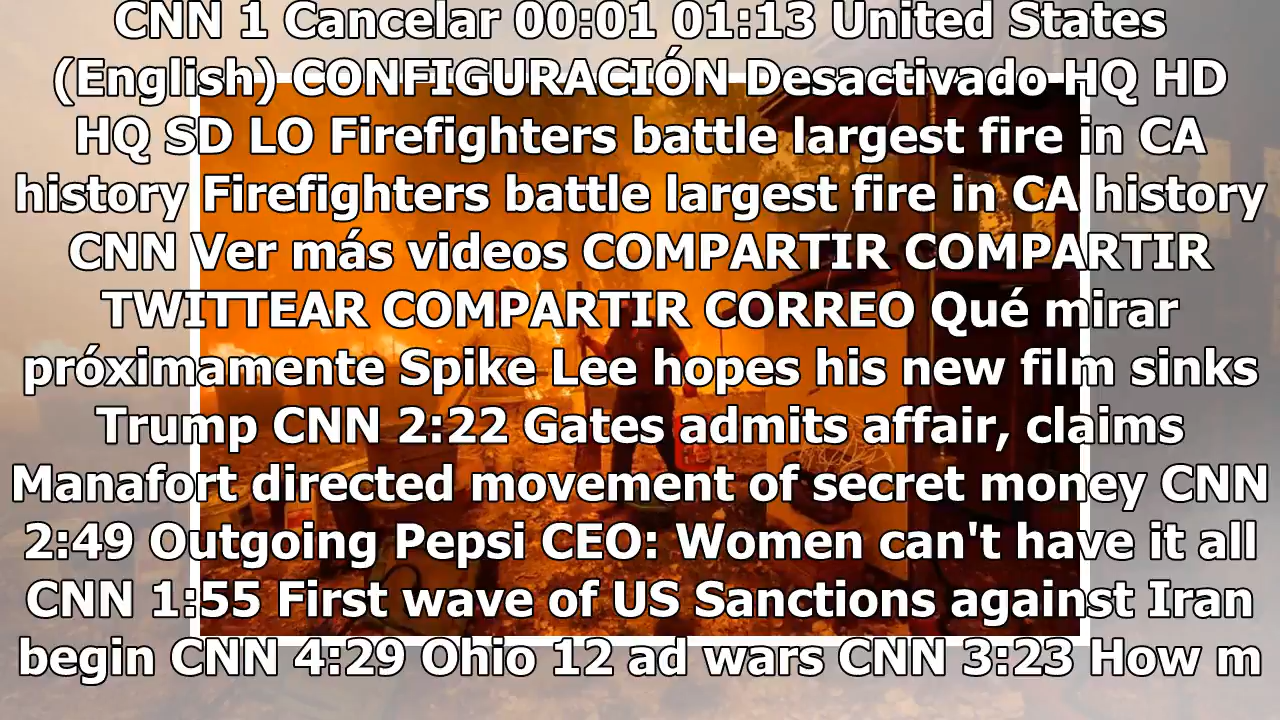 CNN 1 Cancelar 00:01 01:13 United States
(English) CONFIGURACIÓN Desactivado HQ HD
HQ SD LO Firefighters battle largest fire in CA
history Firefighters battle largest fire in CA history
CNN Ver más videos COMPARTIR COMPARTIR
TWITTEAR COMPARTIR CORREO Qué mirar
próximamente Spike Lee hopes his new film sinks
Trump CNN 2:22 Gates admits affair, claims
Manafort directed movement of secret money CNN
2:49 Outgoing Pepsi CEO: Women can't have it all
CNN 1:55 First wave of US Sanctions against Iran
begin CNN 4:29 Ohio 12 ad wars CNN 3:23 How m